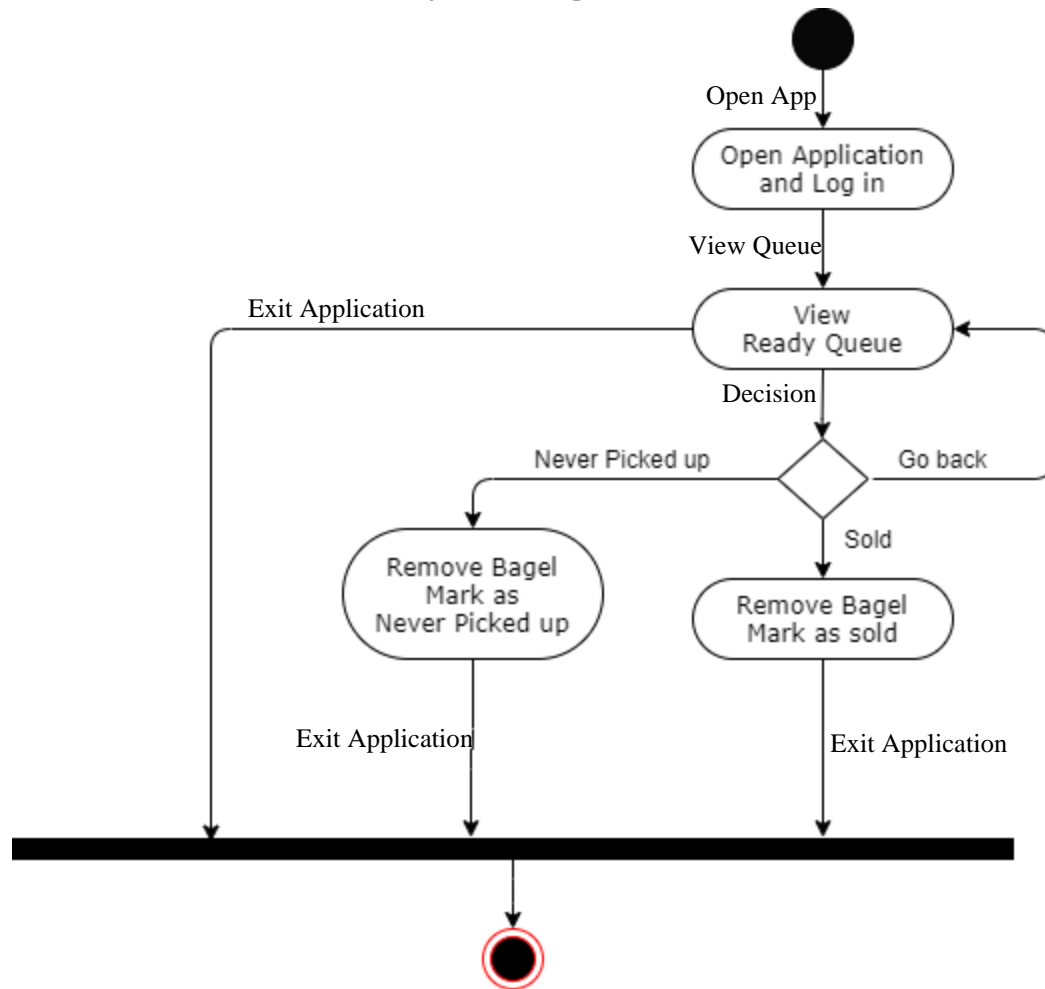 Open App
Open Application
and Log in
View Queue
Exit Application
View
Ready Queue
Decision
Never Picked up
Go back
Sold
Remove Bagel
Mark as
Never Picked up
Remove Bagel
Mark as sold
Exit Application
Exit Application